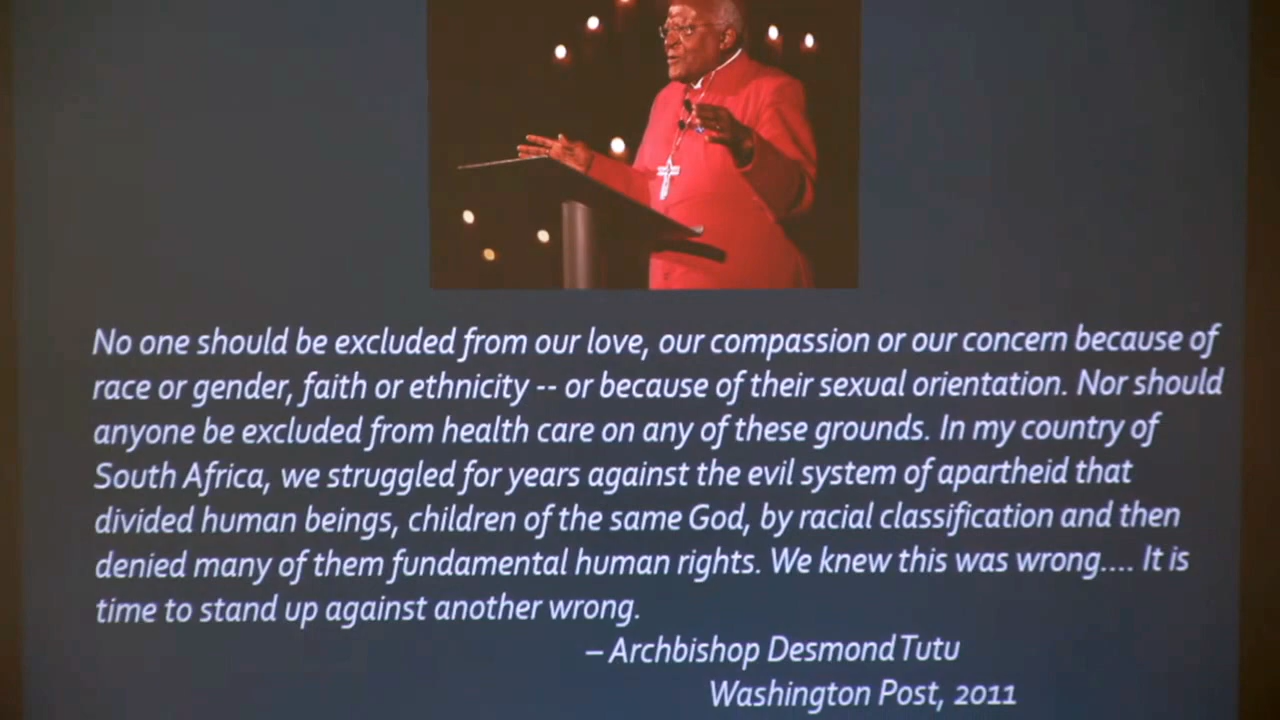 No one should be excluded from our love, our compassion or our concern because of
race or gender, faith or ethnicity -- or because of their sexual orientation. Nor should
anyone be excluded from health care on any of these grounds. In my country of
South Africa, we struggled for years against the evil system of apartheid that
divided human beings, children of the same God, by racial classification and then
denied many of them fundamental human rights. We knew this was wrong.... It is
time to stand up against another wrong.
– Archbishop Desmond Tutu
Washington Post, 2011